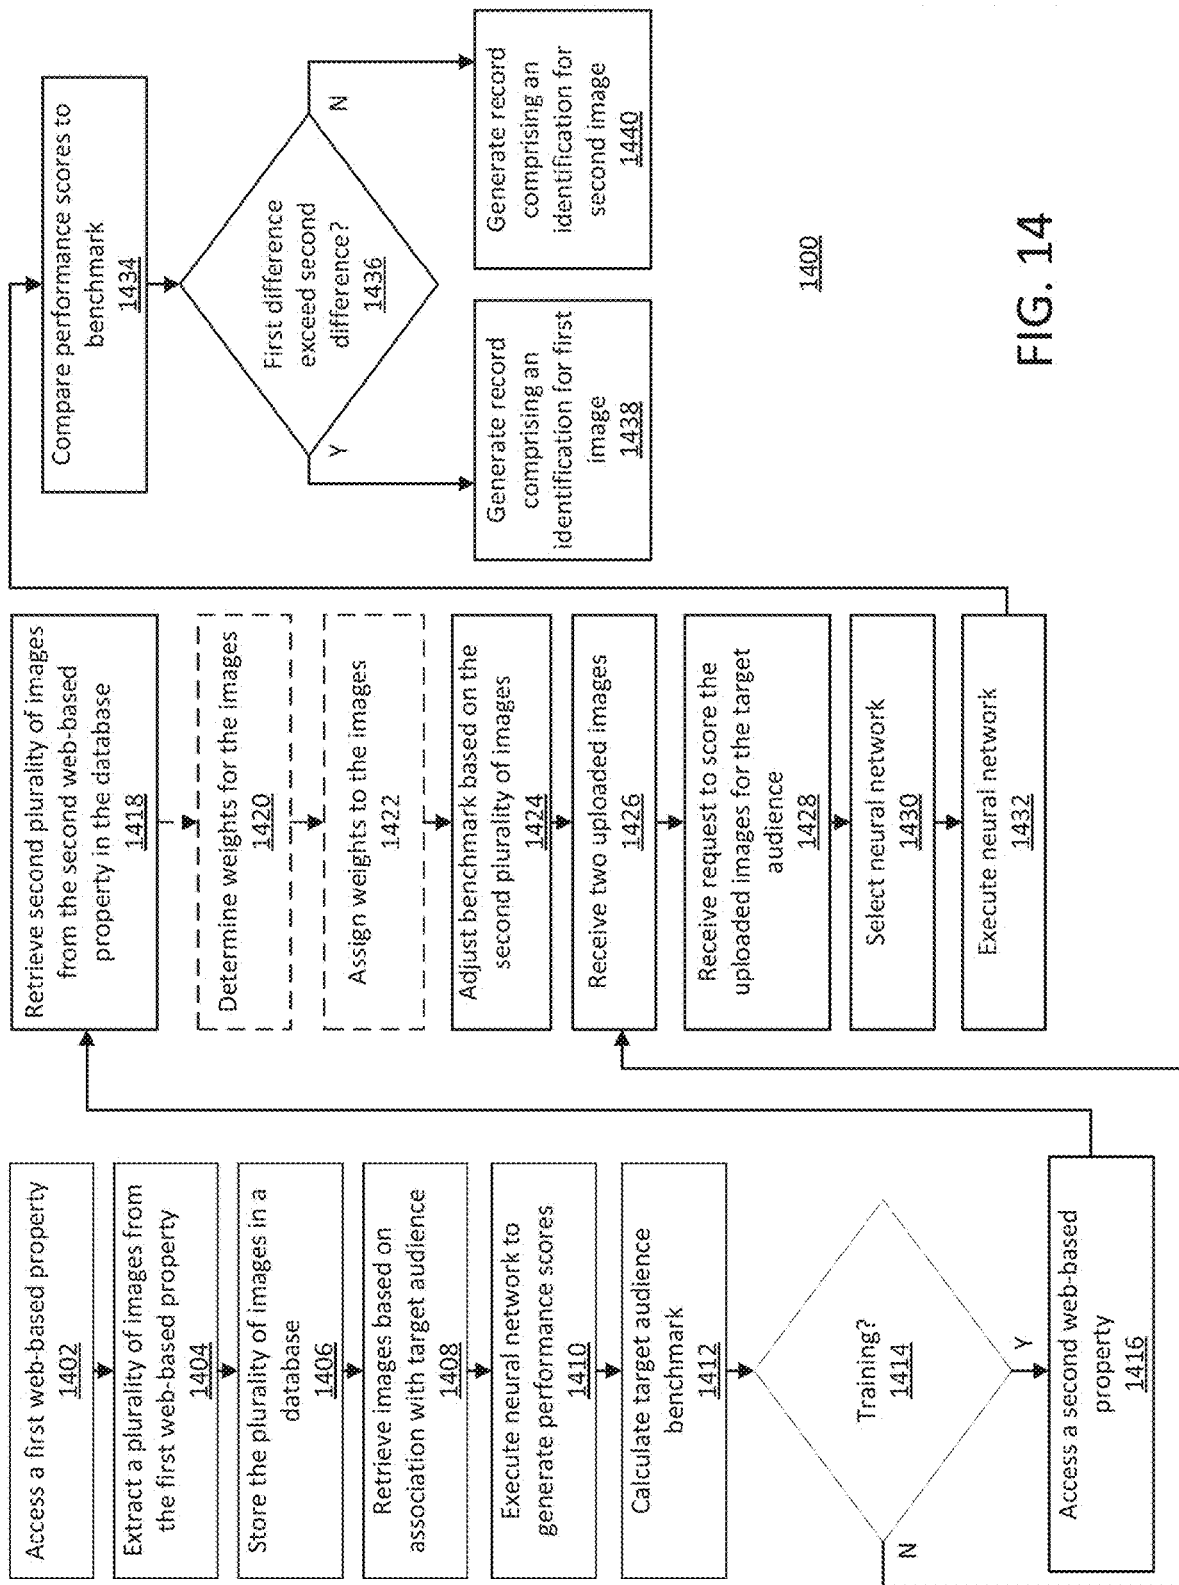 Access a first web-based property
1402
Extract a plurality of images from
the first web-based property
1404
Store the plurality of images in a
database
1406
Retrieve images based on
association with target audience
1408
Execute neural network to
generate performance scores
1410
Calculate target audience
benchmark
1412
Training?
1414
N
Y
Access a second web-based
property
1416
Retrieve second plurality of images
from the second web-based
property in the database
1418
Determine weights for the images
1420
Assign weights to the images
1422
Adjust benchmark based on the
second plurality of images
1424
Receive two uploaded images
1426
Receive request to score the
uploaded images for the target
audience
1428
Select neural network
1430
Execute neural network
1432
Compare performance scores to
benchmark
1434
First difference
exceed second
difference?
1436
Y
N
Generate record
comprising an
identification for first
image
1438
Generate record
comprising an
identification for
second image
1440
1400
FIG. 14